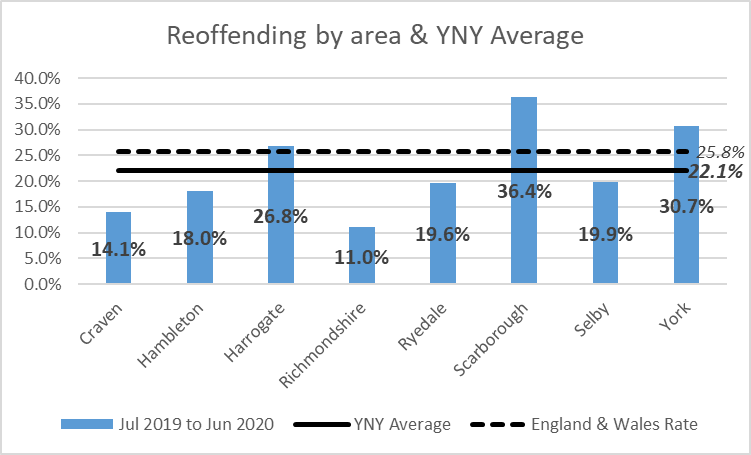 Reoffending by area & YNY Average
40.0%
35.0%
30.0%
25.0%
20.0%
15.0%
10.0%
5.0%
0.0%
14.1%
18.0%
26.8%
11.0%
19.6%
36.4%
19.9%
30.7%
25.8%
22.1%
Craven
Hambleton
Harrogate
Richmondshire
Ryedale
Scarborough
Selby
York
Jul 2019 to Jun 2020 YNY Average England & Wales Rate